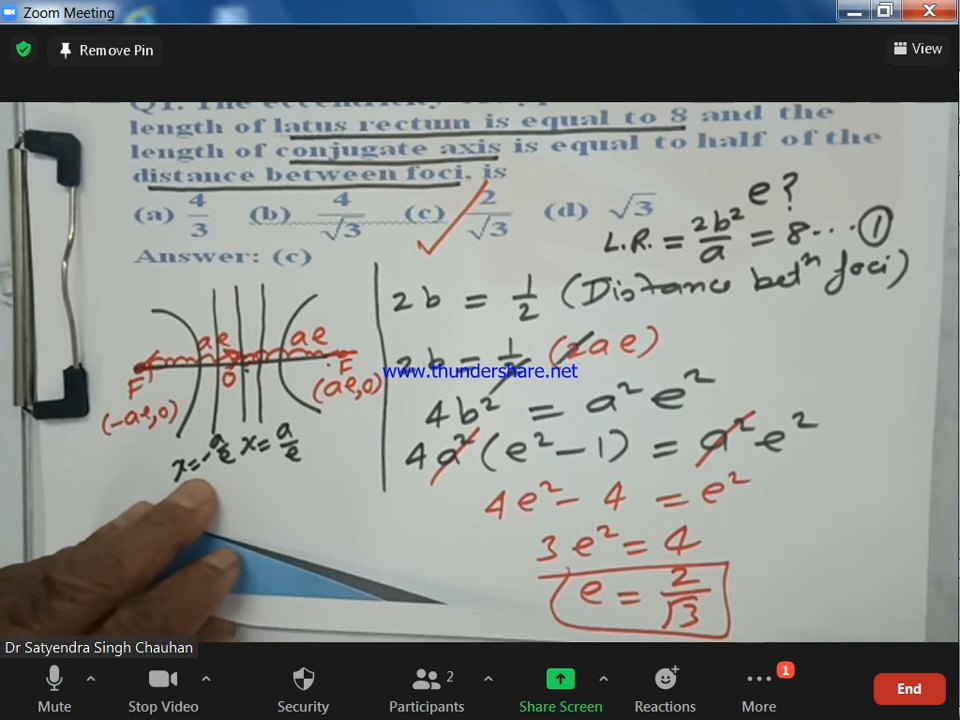 Zoom Meeting
Remove Pin
View
length of latus rectum is equal to 8 and the
length of conjugate axis is equal to half of the
distance between foci, is
(a) 4/3 (b) 4/√3 (c) 2/√3 (d) √3
Answer: (c)
e?
L.R. = 2b²/a = 8 ... ①
2b = 1/2 (Distance betⁿ foci)
2b = 1/2 (2ae)
www.thundershare.net
4b² = a²e²
4a²(e²-1) = a²e²
4e² - 4 = e²
3e² = 4
e = 2/√3
ae ae
F' O F
(-ae,0) (ae,0)
x=-a/e x=a/e
Dr Satyendra Singh Chauhan
Mute
Stop Video
Security
2
Participants
Share Screen
Reactions
1
More
End